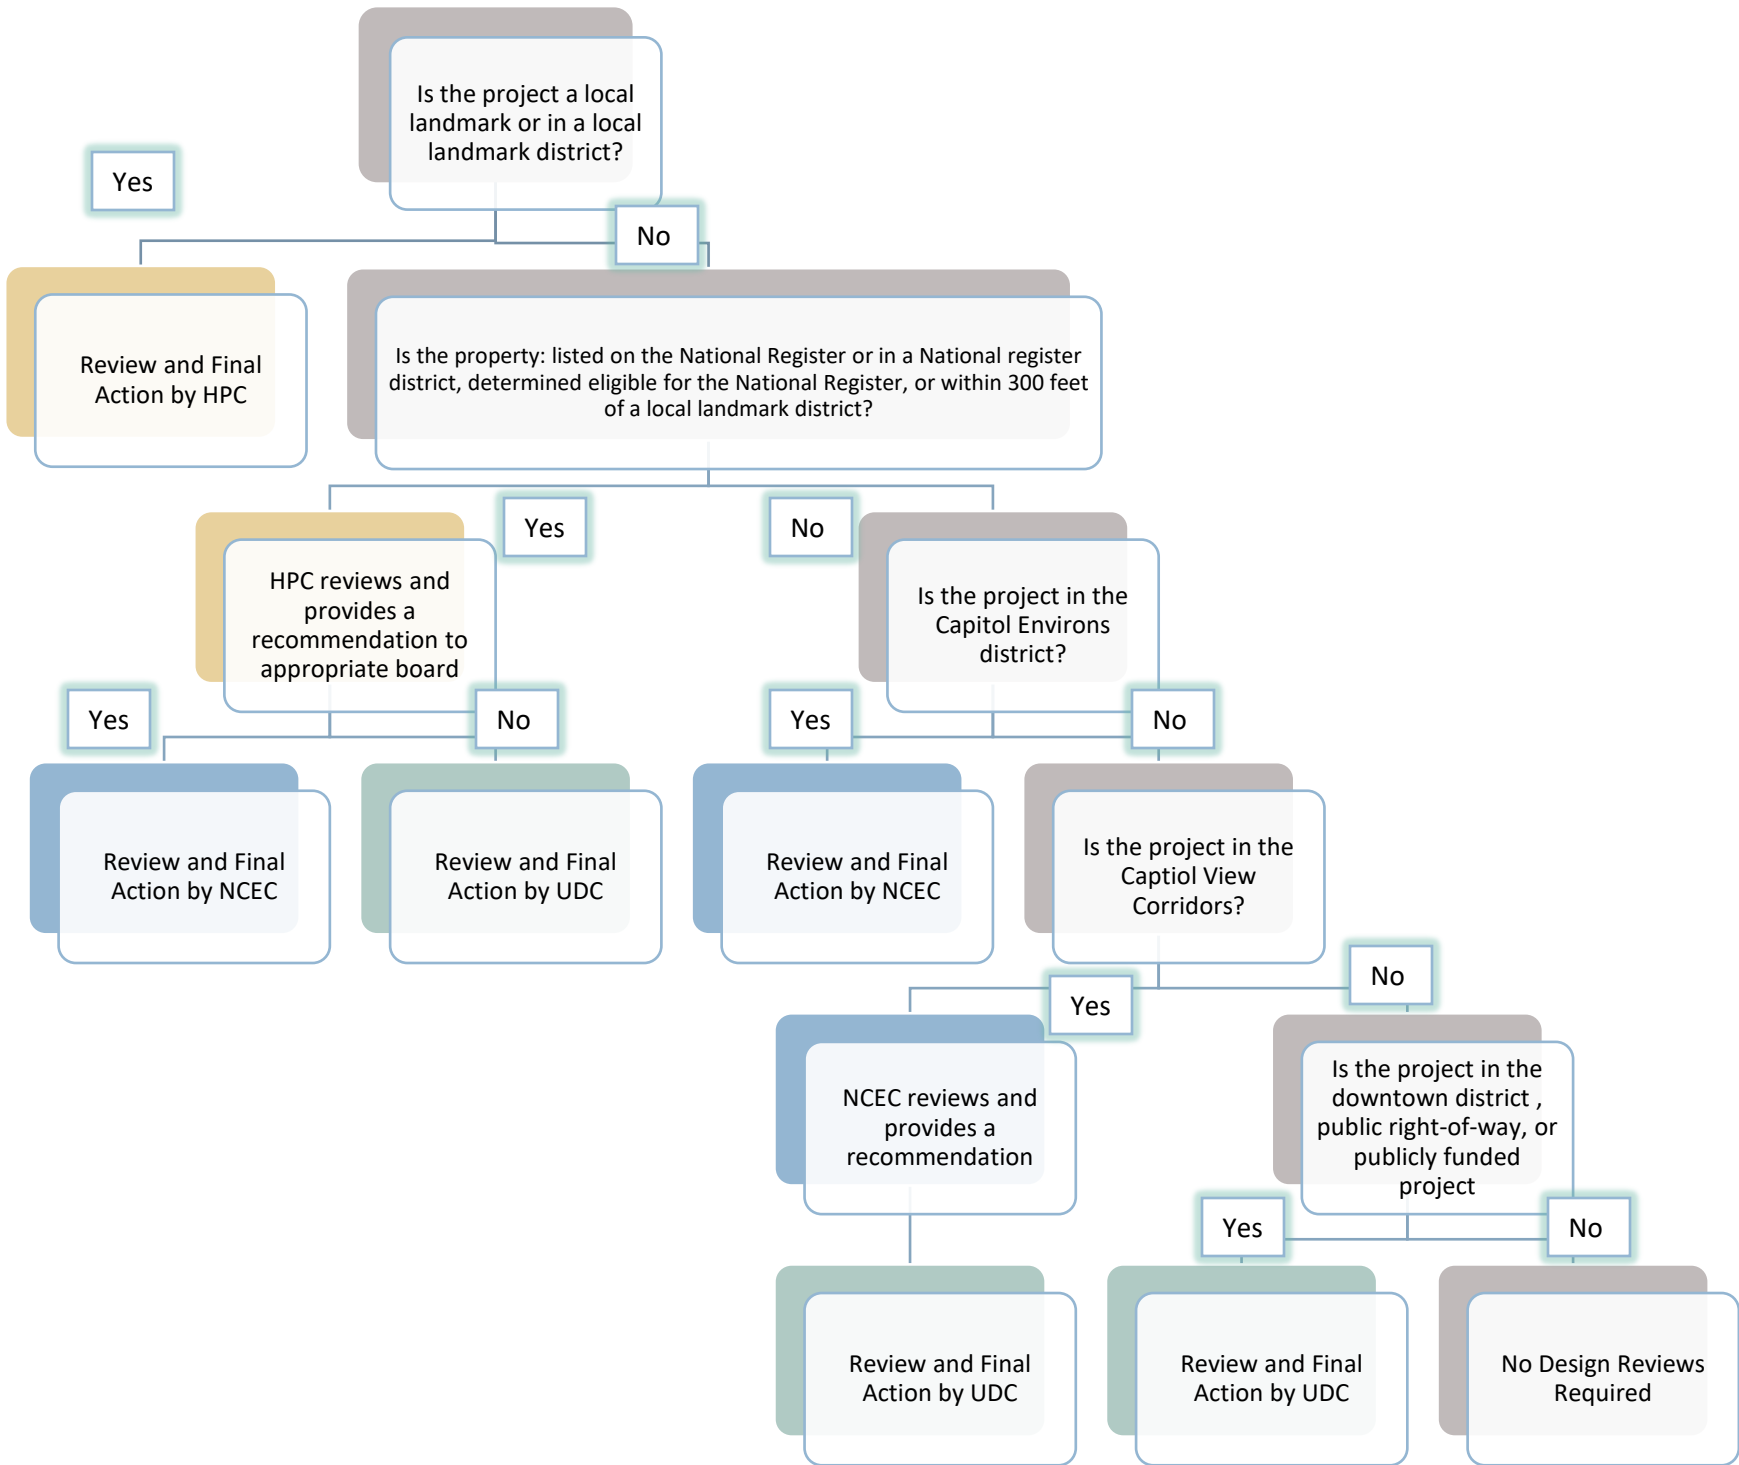 Is the project a local
landmark or in a local
landmark district?
Yes
No
Review and Final
Action by HPC
Is the property: listed on the National Register or in a National register
district, determined eligible for the National Register, or within 300 feet
of a local landmark district?
Yes
No
HPC reviews and
provides a
recommendation to
appropriate board
Is the project in the
Capitol Environs
district?
Yes
No
Yes
No
Review and Final
Action by NCEC
Review and Final
Action by UDC
Review and Final
Action by NCEC
Is the project in the
Captiol View
Corridors?
Yes
No
NCEC reviews and
provides a
recommendation
Is the project in the
downtown district ,
public right-of-way, or
publicly funded
project
Yes
No
Review and Final
Action by UDC
Review and Final
Action by UDC
No Design Reviews
Required